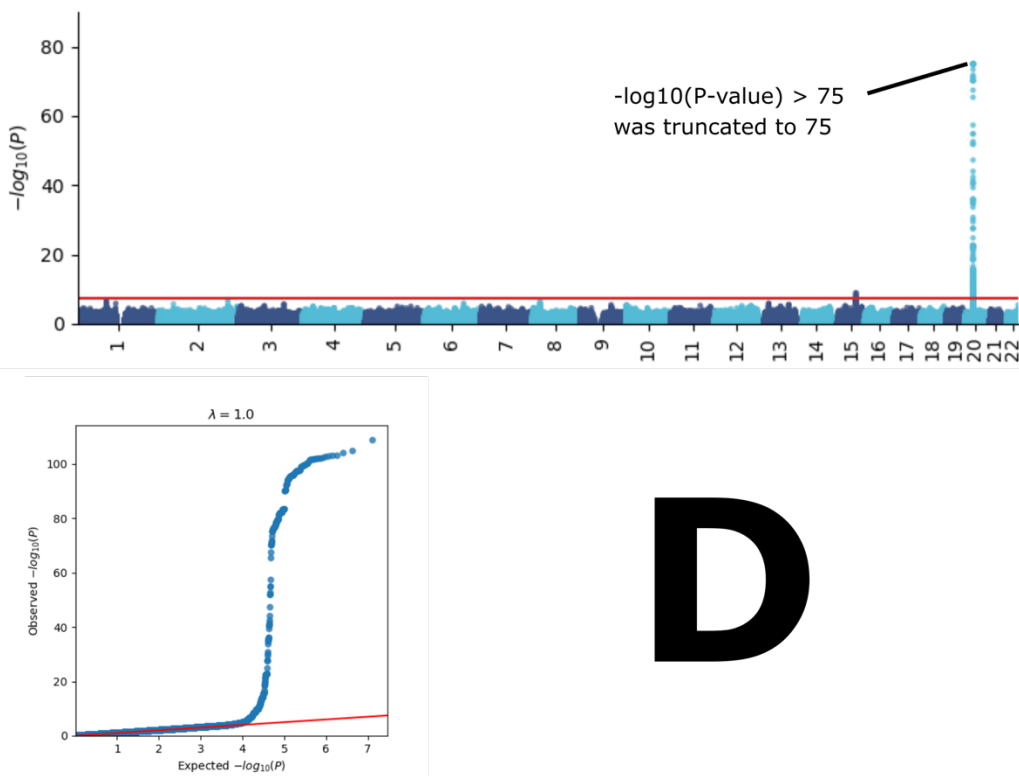 80
-log10(P-value) > 75
was truncated to 75
60
−log₁₀(P)
40
20
0
1 2 3 4 5 6 7 8 9 10 11 12 13 14 15 16 17 18 19 20 21 22
λ = 1.0
100
80
60
Observed −log₁₀(P)
40
20
0
1 2 3 4 5 6 7
Expected −log₁₀(P)
D